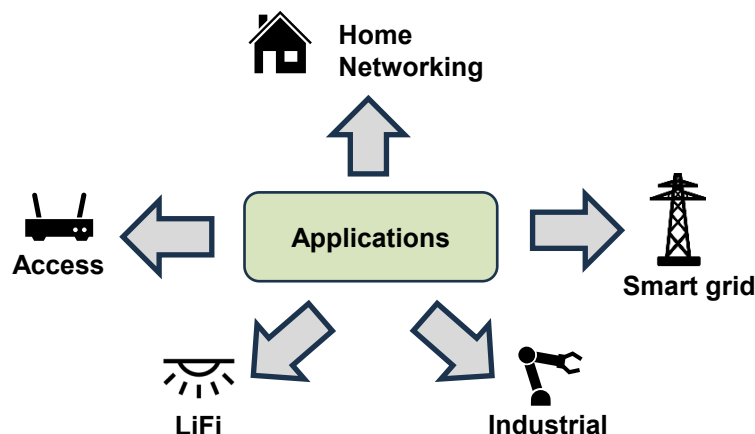 Home
Networking
Applications
Access
Smart grid
LiFi
Industrial